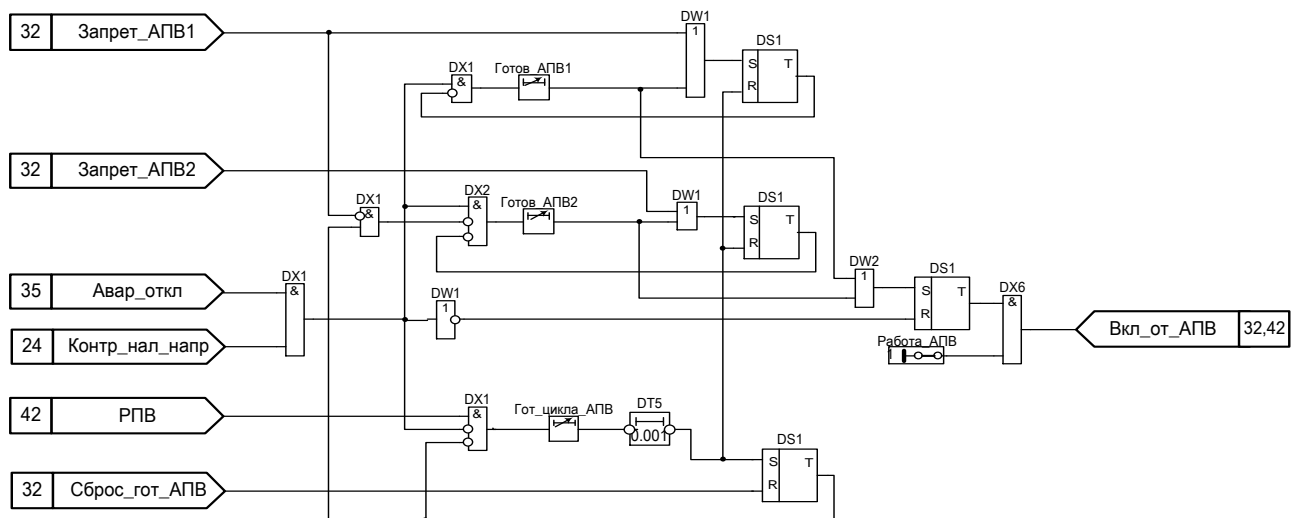 DW1
32 Запрет_АПВ1
1
DS1
DX1 Готов_АПВ1
S T
&
R
32 Запрет_АПВ2
DX2 DW1 DS1
DX1 Готов_АПВ2
& 1
& S T
R
DW2
1 DS1
35 Авар_откл DX1 DX6
& DW1 S T &
1 R
Вкл_от_АПВ 32,42
24 Контр_нал_напр
Работа_АПВ
1
42 РПВ DX1 Гот_цикла_АПВ DT5
&
0.001 DS1
S T
32 Сброс_гот_АПВ R